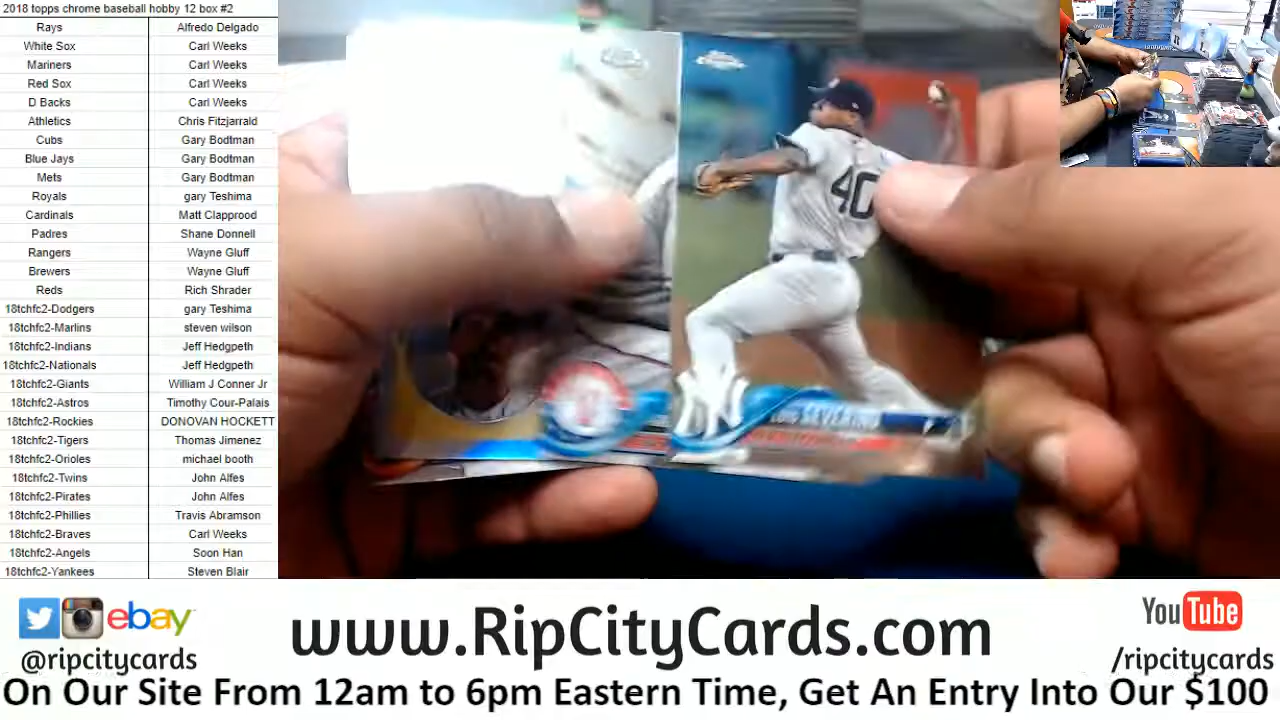 2018 topps chrome baseball hobby 12 box #2
Rays Alfredo Delgado
White Sox Carl Weeks
Mariners Carl Weeks
Red Sox Carl Weeks
D Backs Carl Weeks
Athletics Chris Fitzjarrald
Cubs Gary Bodtman
Blue Jays Gary Bodtman
Mets Gary Bodtman
Royals gary Teshima
Cardinals Matt Clapprood
Padres Shane Donnell
Rangers Wayne Gluff
Brewers Wayne Gluff
Reds Rich Shrader
18tchfc2-Dodgers gary Teshima
18tchfc2-Marlins steven wilson
18tchfc2-Indians Jeff Hedgpeth
18tchfc2-Nationals Jeff Hedgpeth
18tchfc2-Giants William J Conner Jr
18tchfc2-Astros Timothy Cour-Palais
18tchfc2-Rockies DONOVAN HOCKETT
18tchfc2-Tigers Thomas Jimenez
18tchfc2-Orioles michael booth
18tchfc2-Twins John Alfes
18tchfc2-Pirates John Alfes
18tchfc2-Phillies Travis Abramson
18tchfc2-Braves Carl Weeks
18tchfc2-Angels Soon Han
18tchfc2-Yankees Steven Blair
40
LUIS SEVERINO
ebay
@ripcitycards
www.RipCityCards.com
YouTube
/ripcitycards
On Our Site From 12am to 6pm Eastern Time, Get An Entry Into Our $100